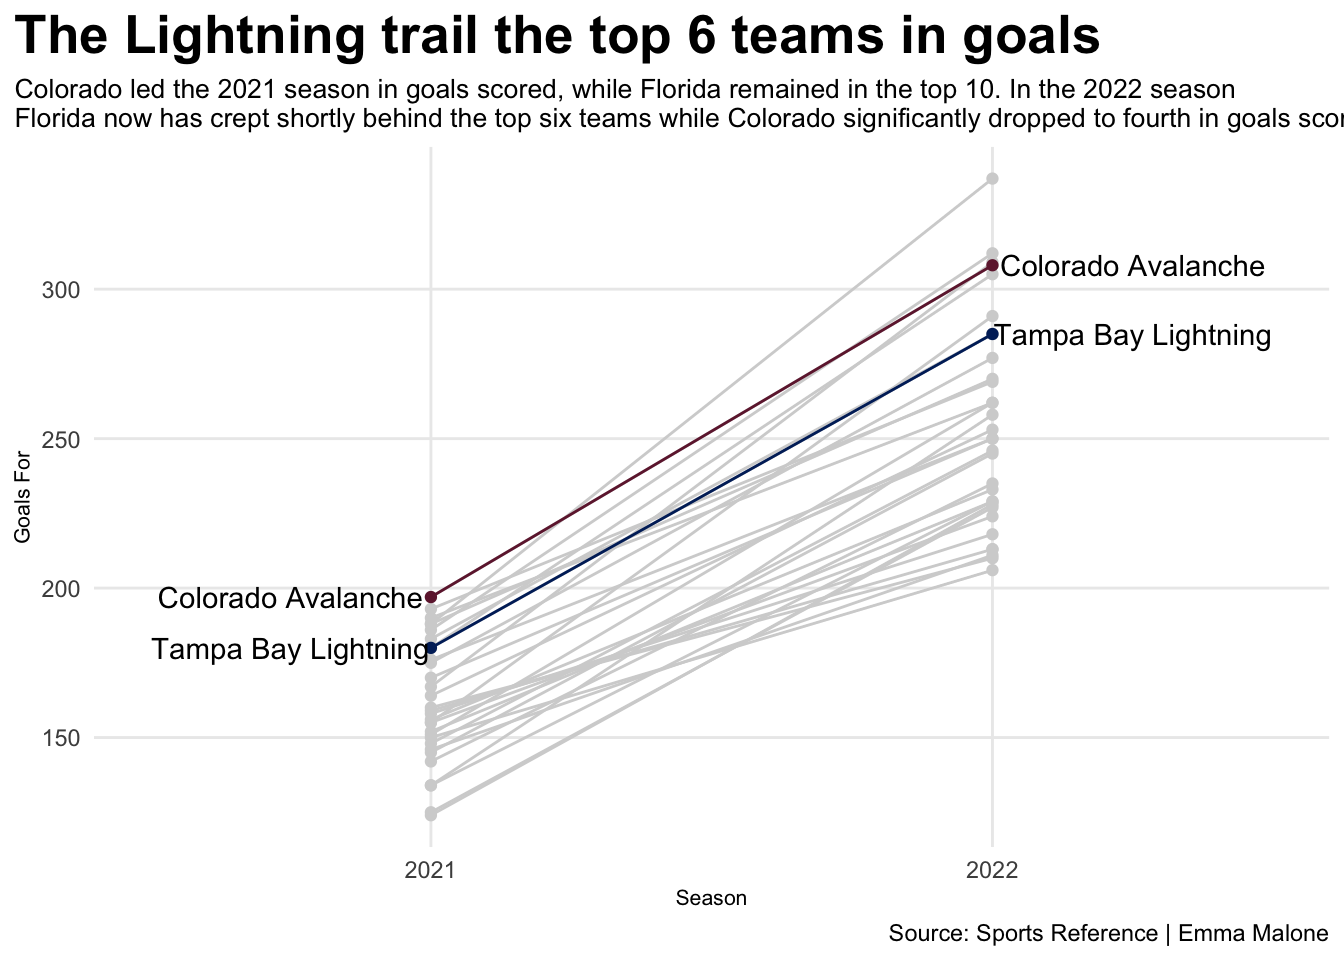 The Lightning trail the top 6 teams in goals
Colorado led the 2021 season in goals scored, while Florida remained in the top 10. In the 2022 season
Florida now has crept shortly behind the top six teams while Colorado significantly dropped to fourth in goals scor
300
250
200
150
Goals For
Colorado Avalanche
Tampa Bay Lightning
Colorado Avalanche
Tampa Bay Lightning
2021
2022
Season
Source: Sports Reference | Emma Malone